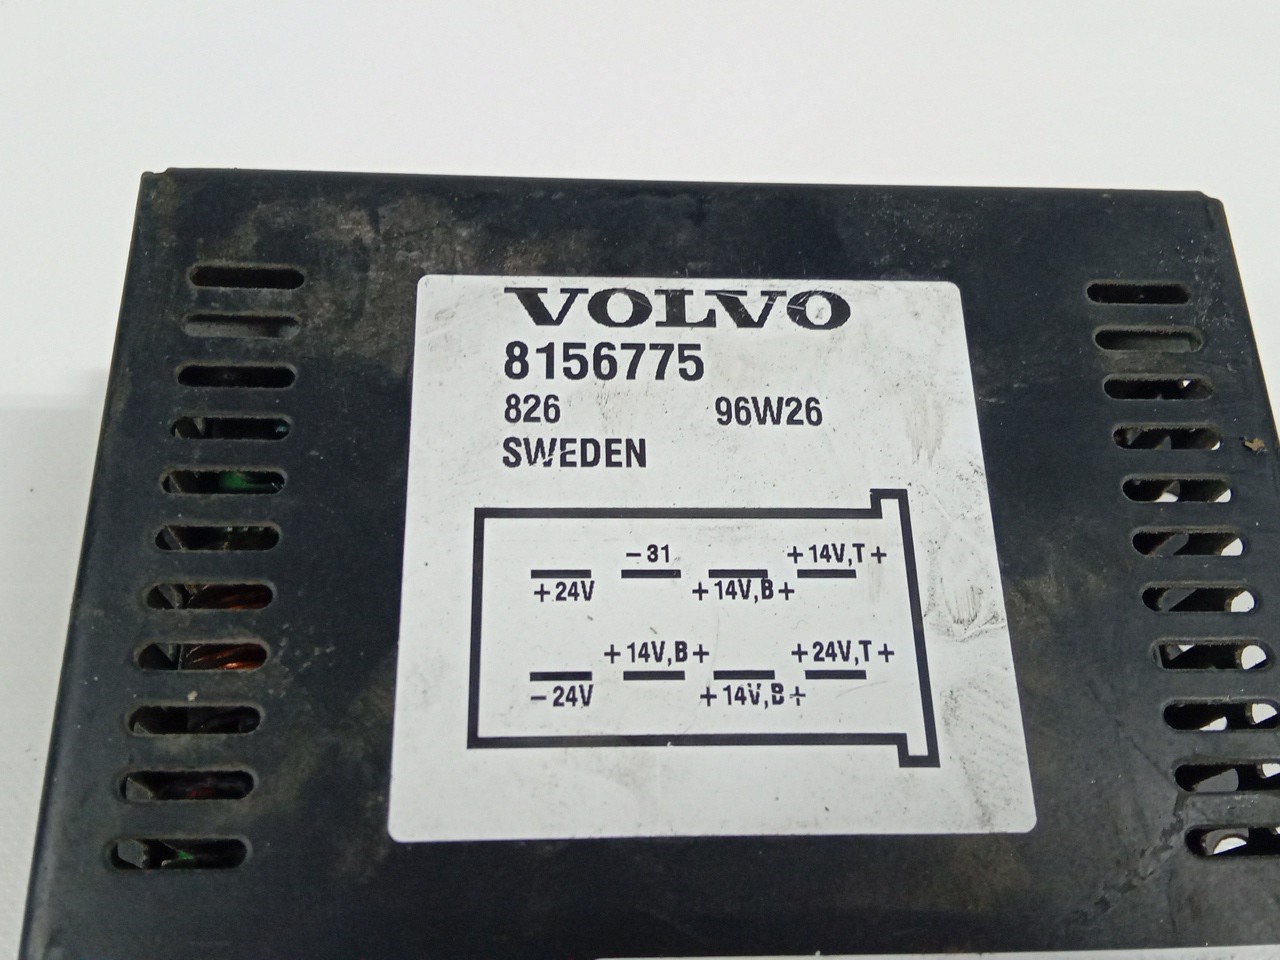 VOLVO
8156775
826 96W26
SWEDEN
-31 +14V,T+
+24V +14V,B+
+14V,B+ +24V,T+
-24V +14V,B+